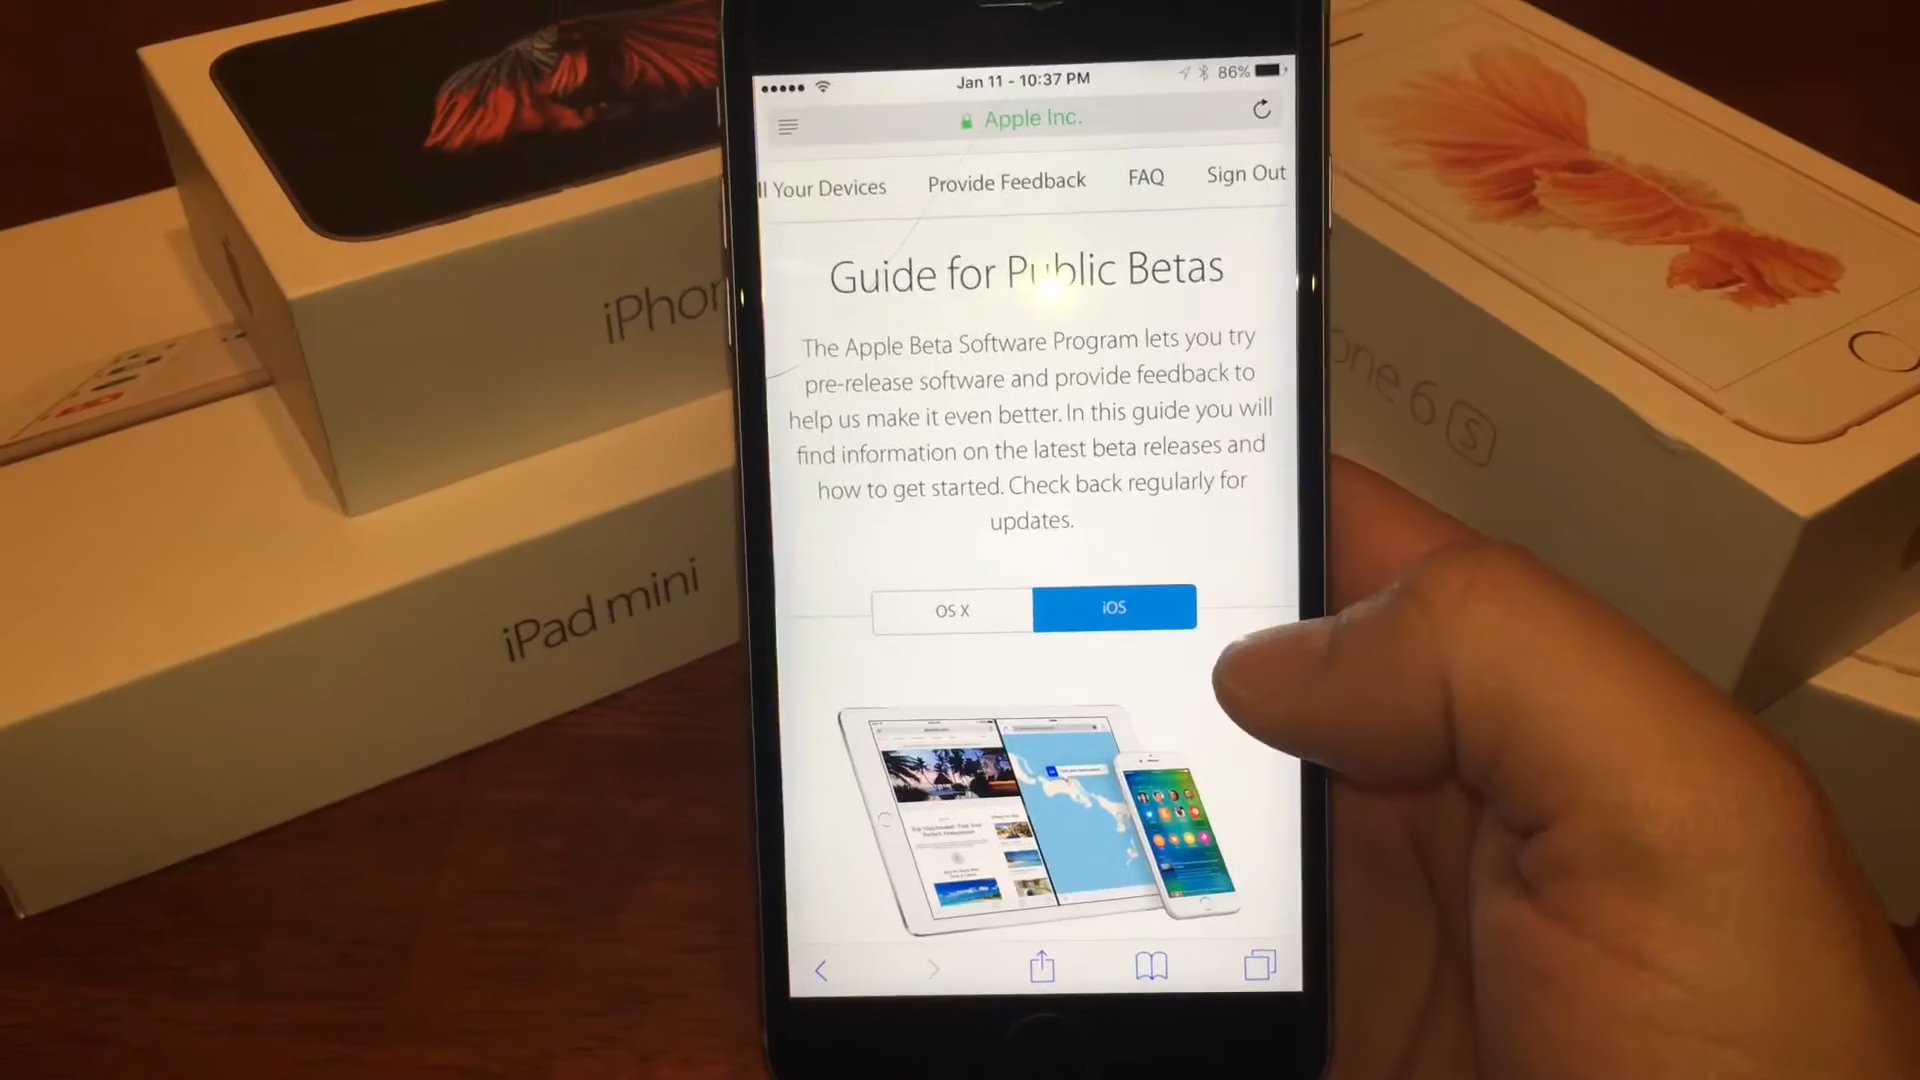 Jan 11 - 10:37 PM
86%
Apple Inc.
ll Your Devices
Provide Feedback
FAQ
Sign Out
Guide for Public Betas
The Apple Beta Software Program lets you try
pre-release software and provide feedback to
help us make it even better. In this guide you will
find information on the latest beta releases and
how to get started. Check back regularly for
updates.
OS X
iOS
iPhon
iPad mini
one 6 S